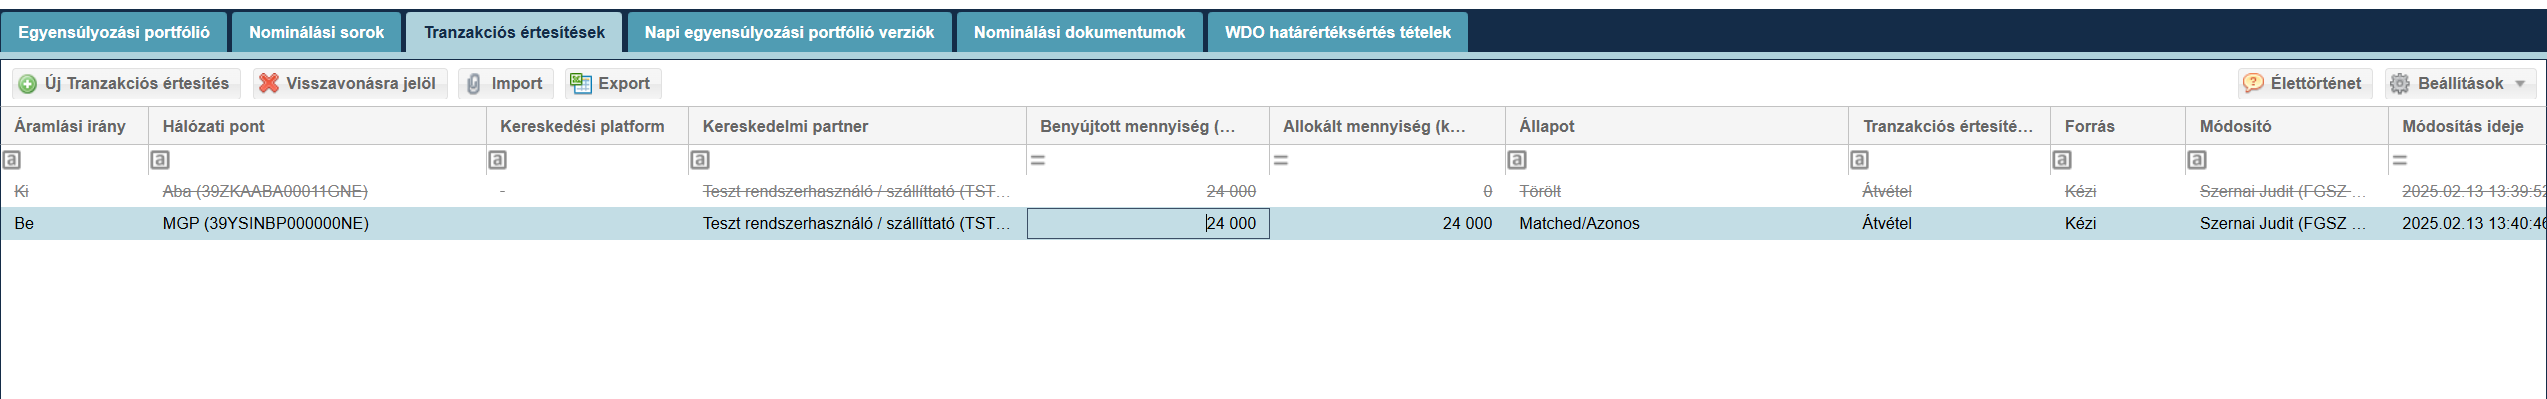 Egyensúlyozási portfólió Nominálási sorok Tranzakciós értesítések Napi egyensúlyozási portfólió verziók Nominálási dokumentumok WDO határértéksértés tételek
Új Tranzakciós értesítés Visszavonásra jelöl Import Export Élettörténet Beállítások
Áramlási irány Hálózati pont Kereskedési platform Kereskedelmi partner Benyújtott mennyiség (... Allokált mennyiség (k... Állapot Tranzakciós értesíté... Forrás Módosító Módosítás ideje
Ki Aba (39ZKAABA00011GNE) - Teszt rendszerhasználó / szállíttató (TST... 24 000 0 Törölt Átvétel Kézi Szernai Judit (FGSZ ... 2025.02.13 13:39:52
Be MGP (39YSINBP000000NE) Teszt rendszerhasználó / szállíttató (TST... 24 000 24 000 Matched/Azonos Átvétel Kézi Szernai Judit (FGSZ ... 2025.02.13 13:40:46